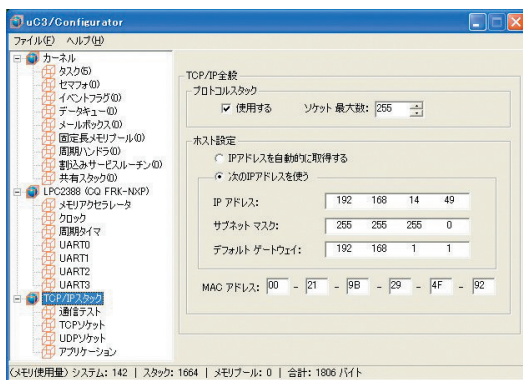 uC3/Configurator
ファイル(F) ヘルプ(H)
カーネル
タスク(5)
セマフォ(0)
イベントフラグ(0)
データキュー(0)
メールボックス(0)
固定長メモリプール(0)
周期ハンドラ(0)
割込みサービスルーチン(0)
共有スタック(0)
LPC2388 (CQ FRK-NXP)
メモリアクセラレータ
クロック
周期タイマ
UART0
UART1
UART2
UART3
TCP/IPスタック
通信テスト
TCPソケット
UDPソケット
アプリケーション
TCP/IP全般
プロトコルスタック
使用する ソケット 最大数: 255
ホスト設定
IPアドレスを自動的に取得する
次のIPアドレスを使う
IP アドレス: 192 168 14 49
サブネット マスク: 255 255 255 0
デフォルト ゲートウェイ: 192 168 1 1
MAC アドレス: 00 - 21 - 9B - 29 - 4F - 92
(メモリ使用量) システム: 142 | スタック: 1664 | メモリプール: 0 | 合計: 1806 バイト